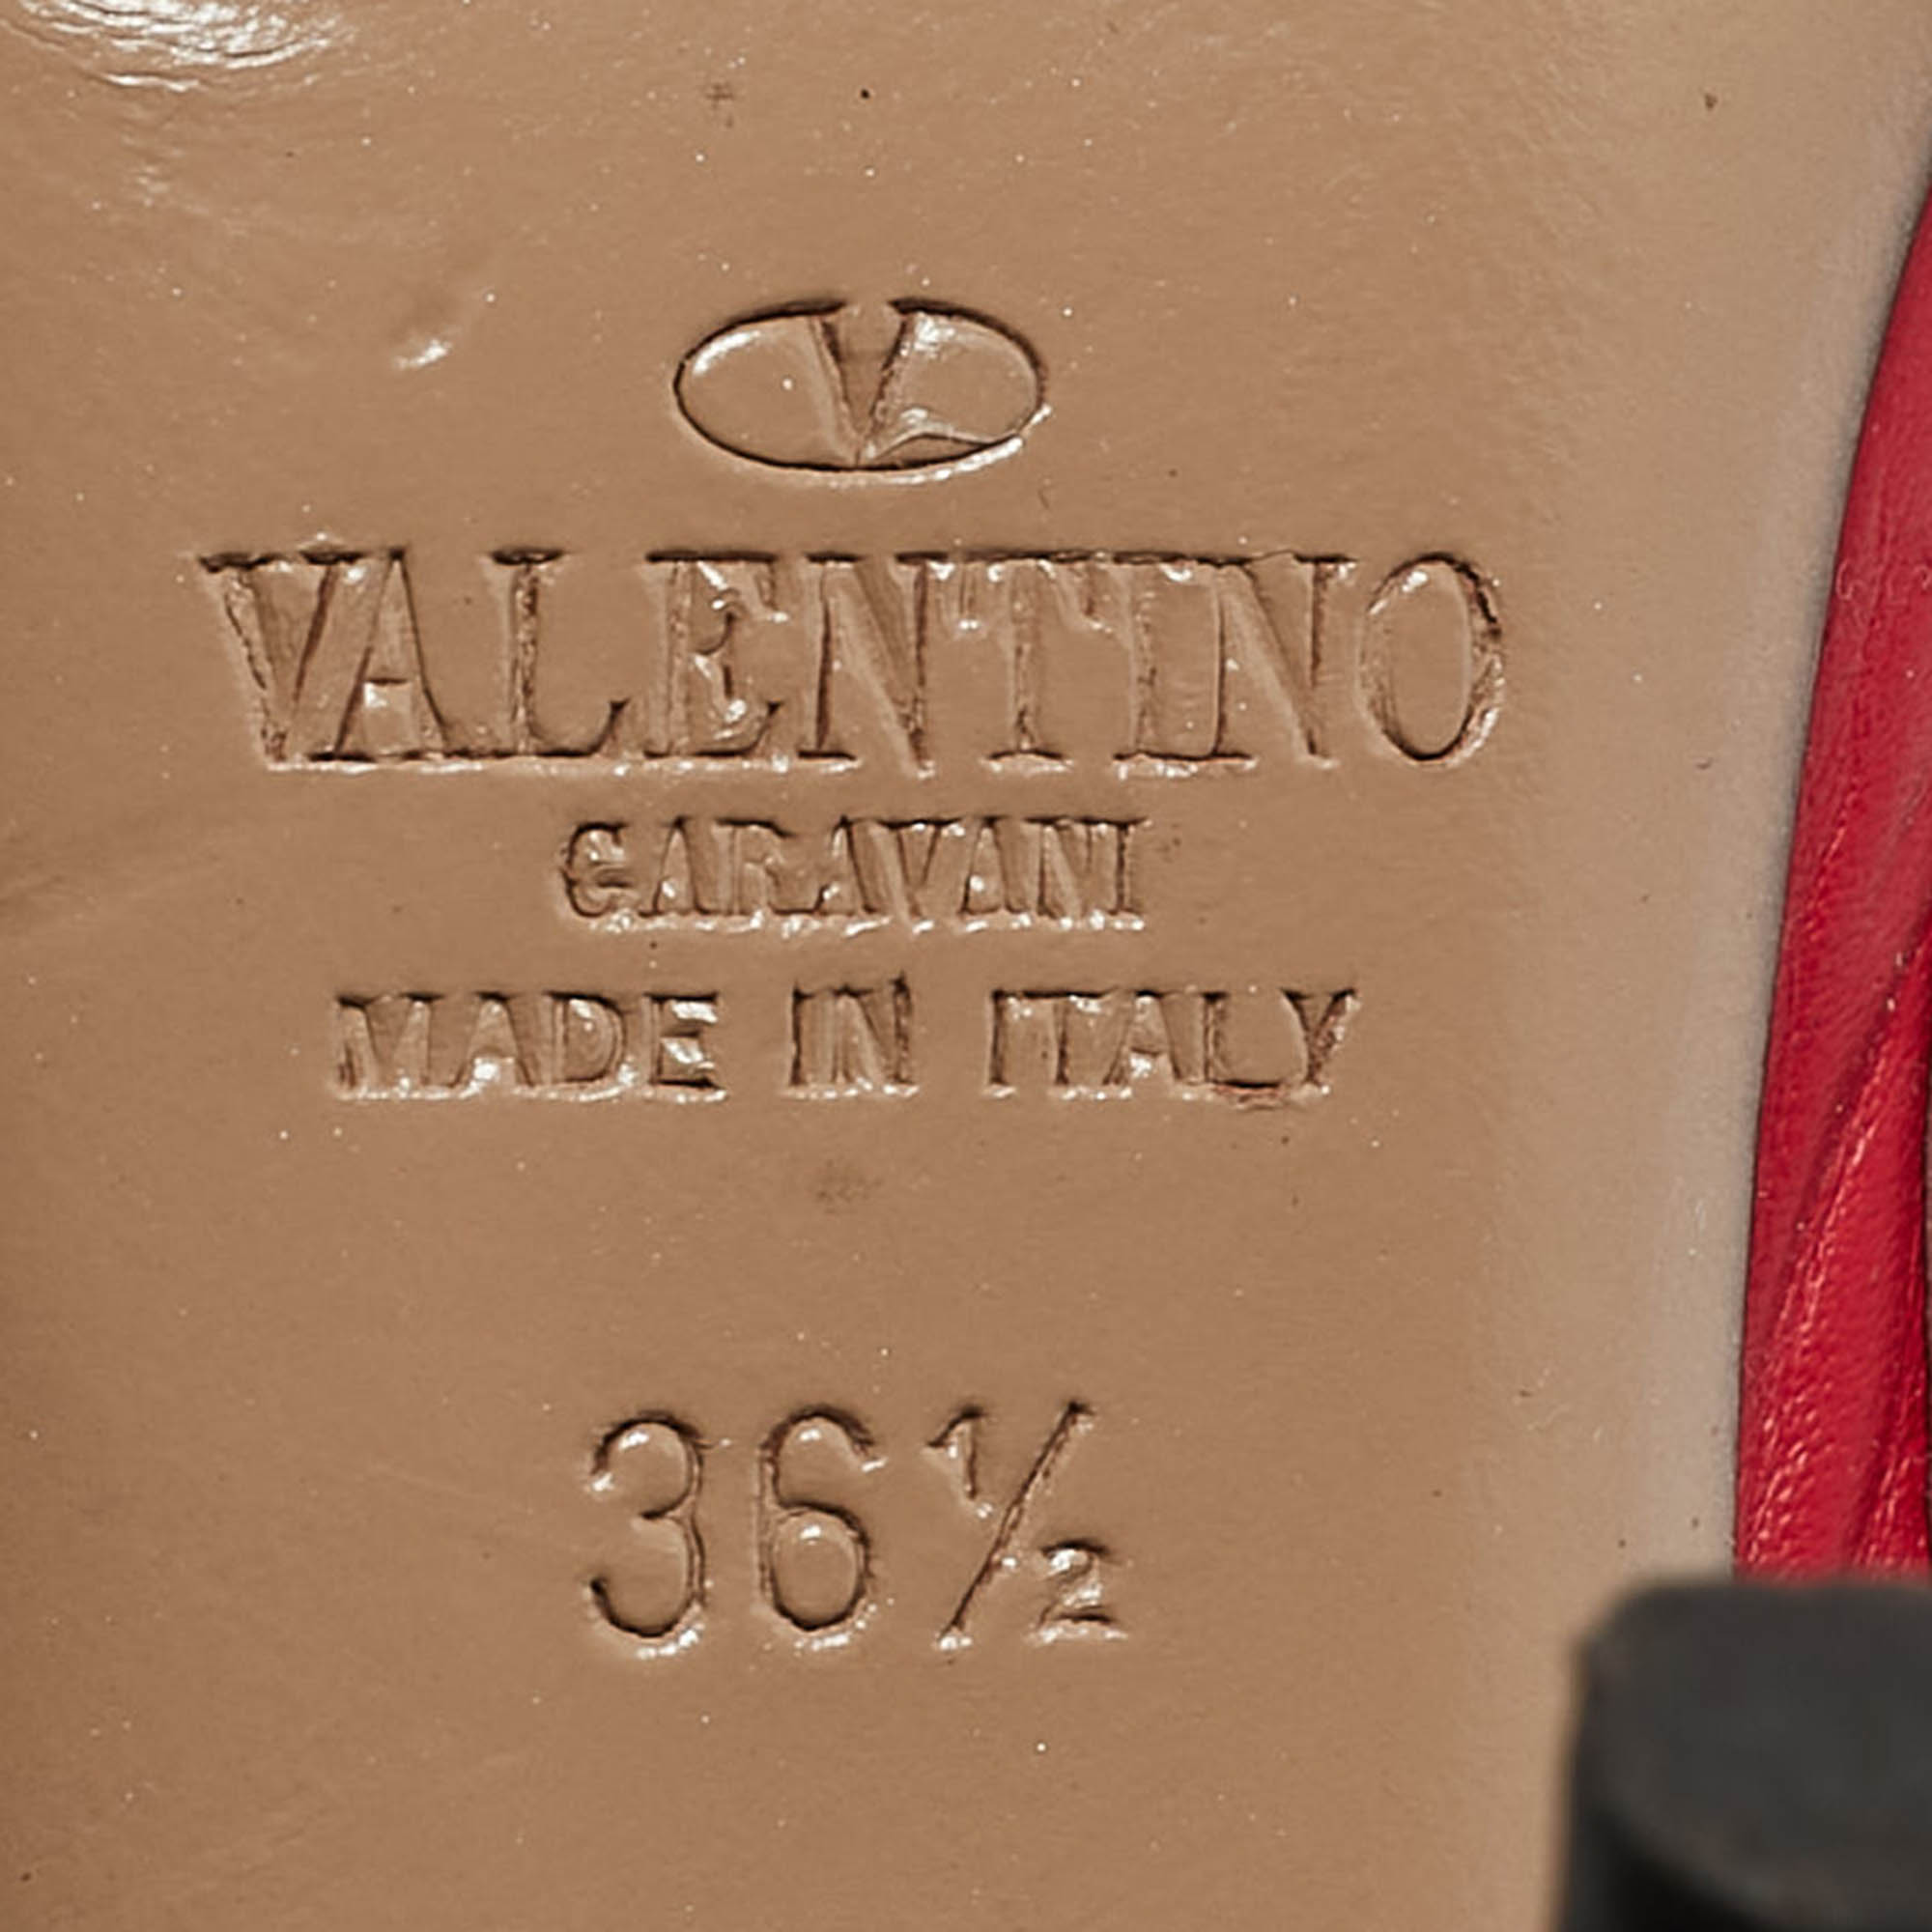 V
VALENTINO
GARAVANI
MADE IN ITALY
36½